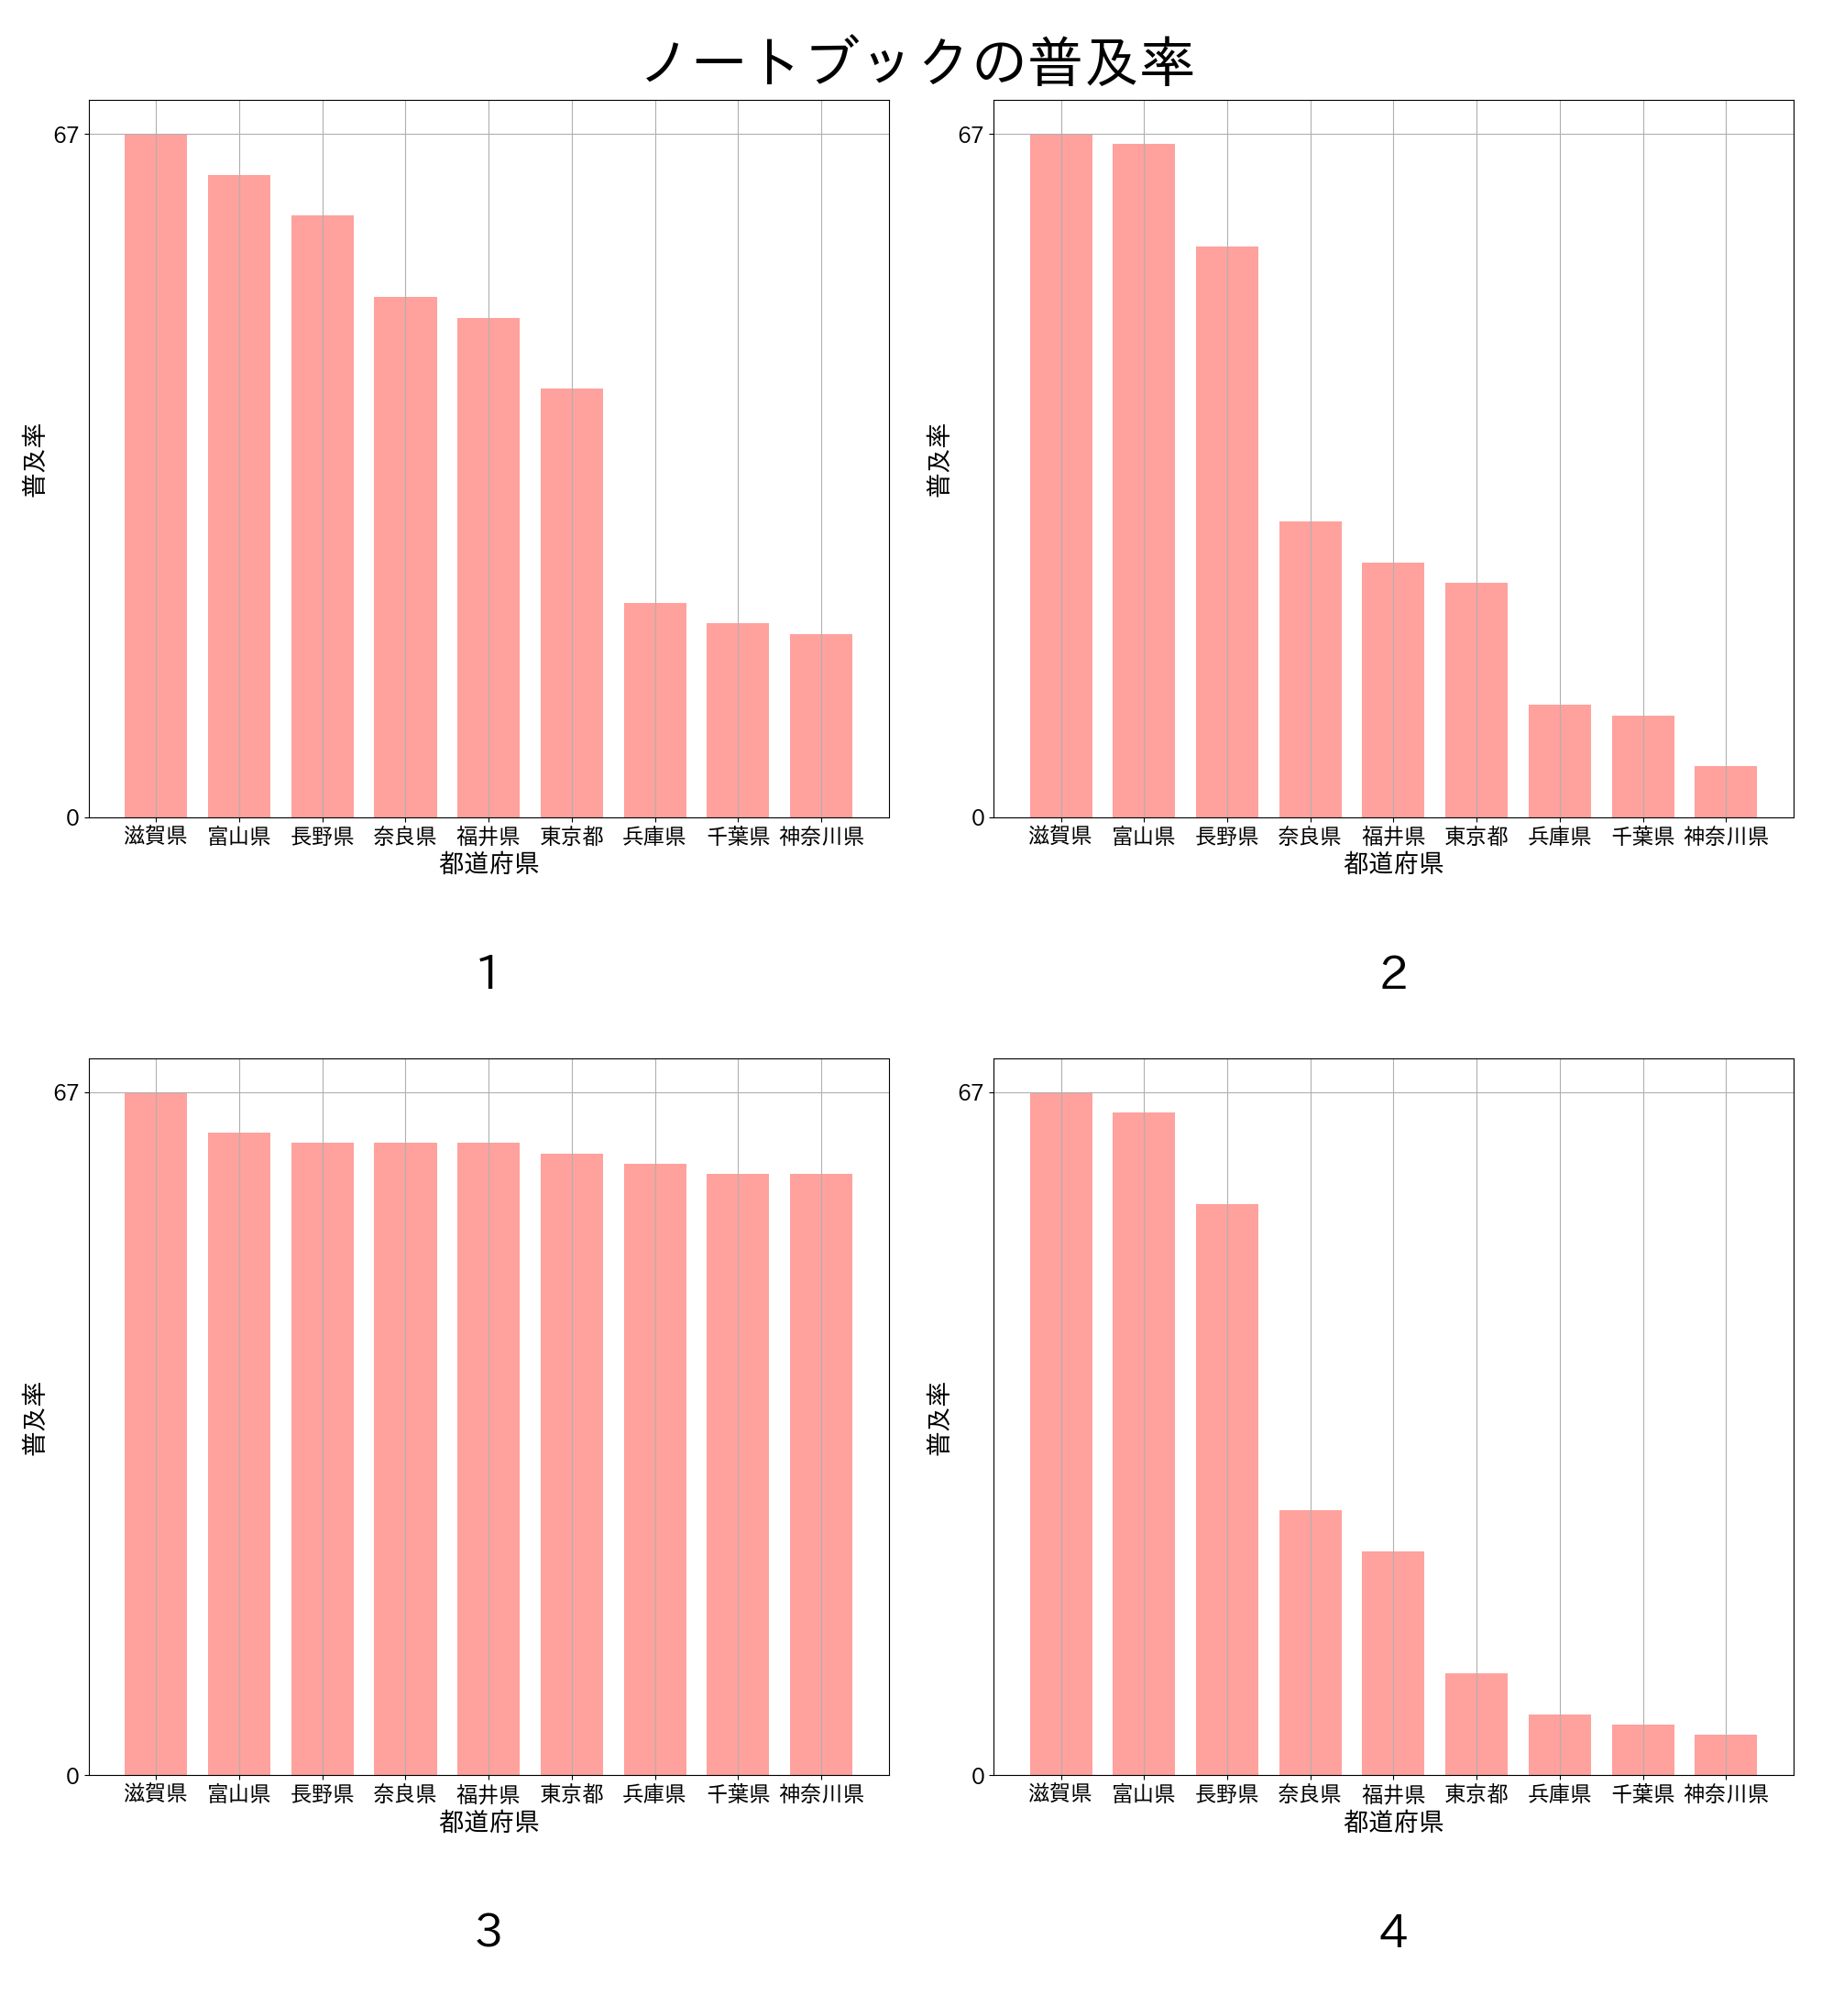 ノートブックの普及率
67
0
普及率
滋賀県 富山県 長野県 奈良県 福井県 東京都 兵庫県 千葉県 神奈川県
都道府県
1
67
0
普及率
滋賀県 富山県 長野県 奈良県 福井県 東京都 兵庫県 千葉県 神奈川県
都道府県
2
67
0
普及率
滋賀県 富山県 長野県 奈良県 福井県 東京都 兵庫県 千葉県 神奈川県
都道府県
3
67
0
普及率
滋賀県 富山県 長野県 奈良県 福井県 東京都 兵庫県 千葉県 神奈川県
都道府県
4